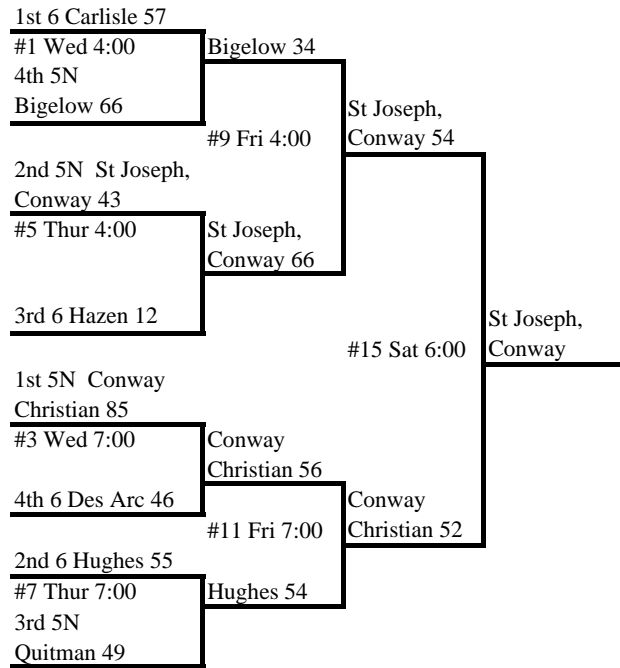 1st 6 Carlisle 57
#1 Wed 4:00
4th 5N
Bigelow 66
Bigelow 34
#9 Fri 4:00
St Joseph,
Conway 54
2nd 5N  St Joseph,
Conway 43
#5 Thur 4:00
St Joseph,
Conway 66
3rd 6 Hazen 12
#15 Sat 6:00
St Joseph,
Conway
1st 5N  Conway
Christian 85
#3 Wed 7:00
Conway
Christian 56
4th 6 Des Arc 46
#11 Fri 7:00
Conway
Christian 52
2nd 6 Hughes 55
#7 Thur 7:00
Hughes 54
3rd 5N
Quitman 49